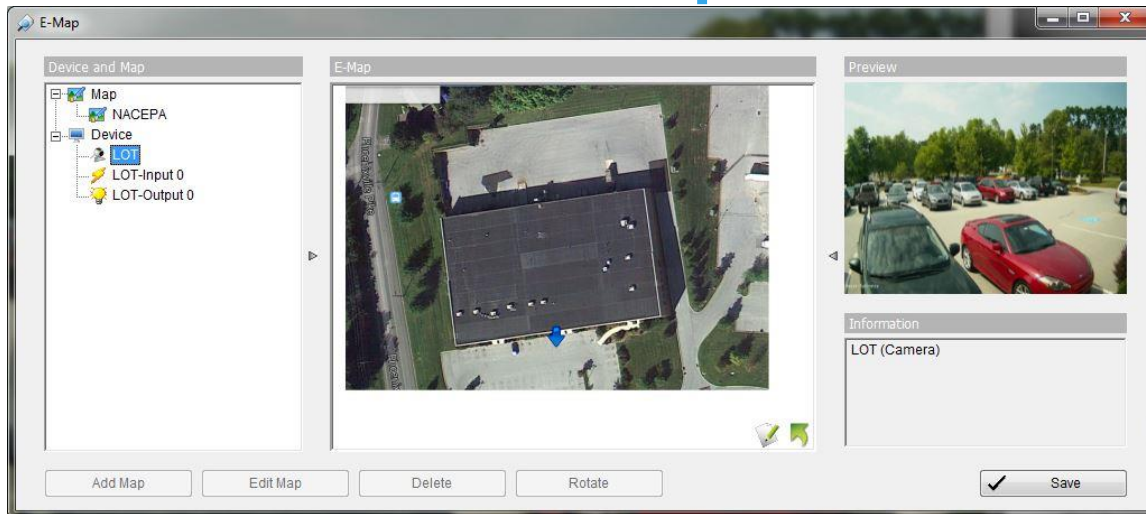 E-Map
Device and Map
Map
NACEPA
Device
LOT
LOT-Input 0
LOT-Output 0
E-Map
Preview
Information
LOT (Camera)
Add Map
Edit Map
Delete
Rotate
Save